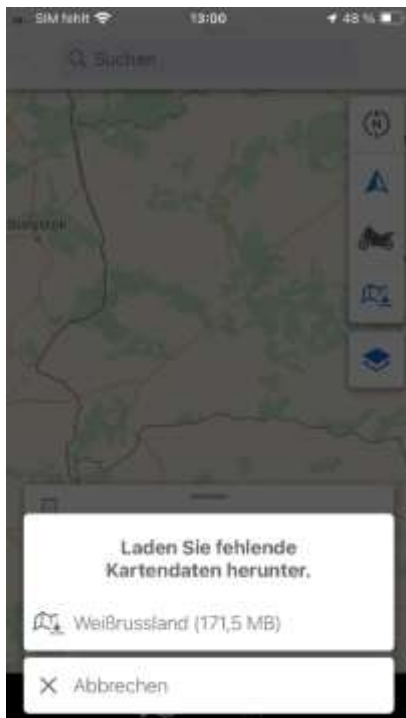 SIM fehlt 13:00 48 %
Suchen
Białystok
Laden Sie fehlende
Kartendaten herunter.
Weißrussland (171,5 MB)
Abbrechen